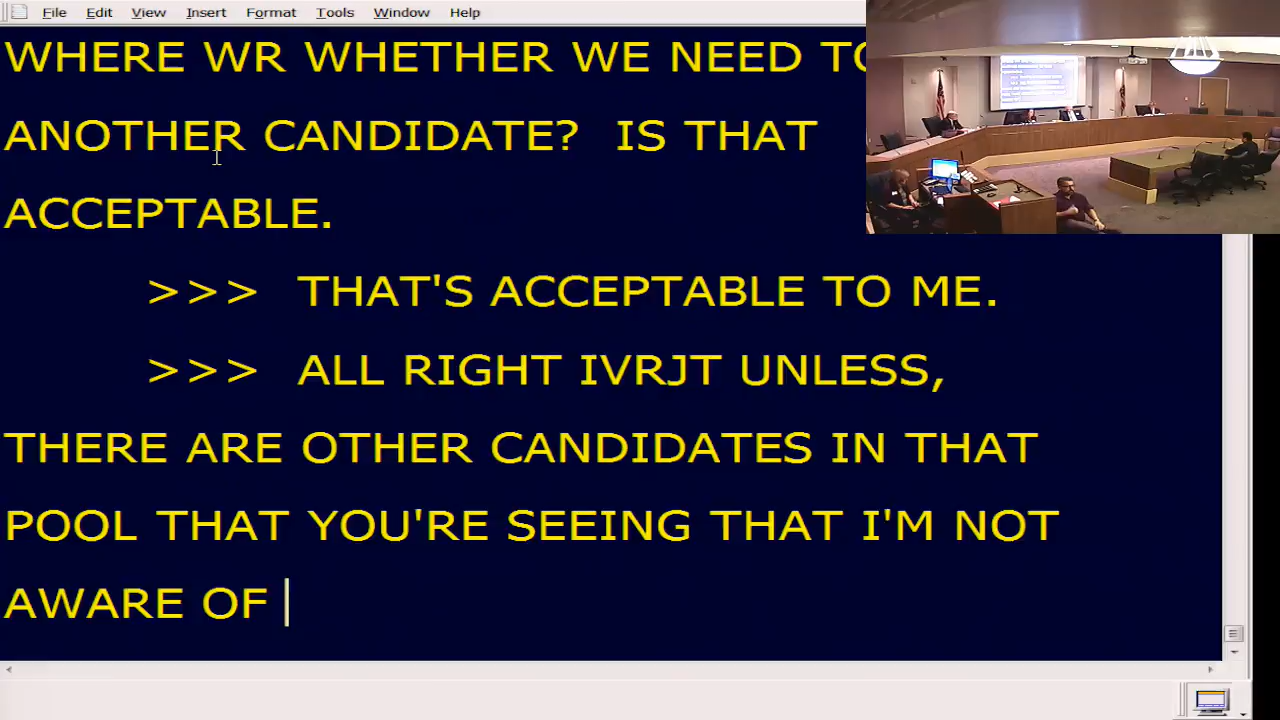 File Edit View Insert Format Tools Window Help
WHERE WR WHETHER WE NEED TO
ANOTHER CANDIDATE?  IS THAT
ACCEPTABLE.
>>>  THAT'S ACCEPTABLE TO ME.
>>>  ALL RIGHT IVRJT UNLESS,
THERE ARE OTHER CANDIDATES IN THAT
POOL THAT YOU'RE SEEING THAT I'M NOT
AWARE OF